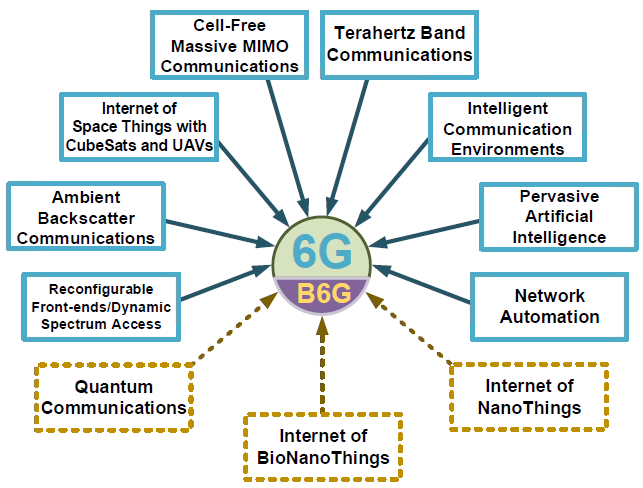 Cell-Free
Massive MIMO
Communications
Terahertz Band
Communications
Internet of
Space Things with
CubeSats and UAVs
Intelligent
Communication
Environments
Ambient
Backscatter
Communications
Pervasive
Artificial
Intelligence
6G
B6G
Reconfigurable
Front-ends/Dynamic
Spectrum Access
Network
Automation
Quantum
Communications
Internet of
NanoThings
Internet of
BioNanoThings